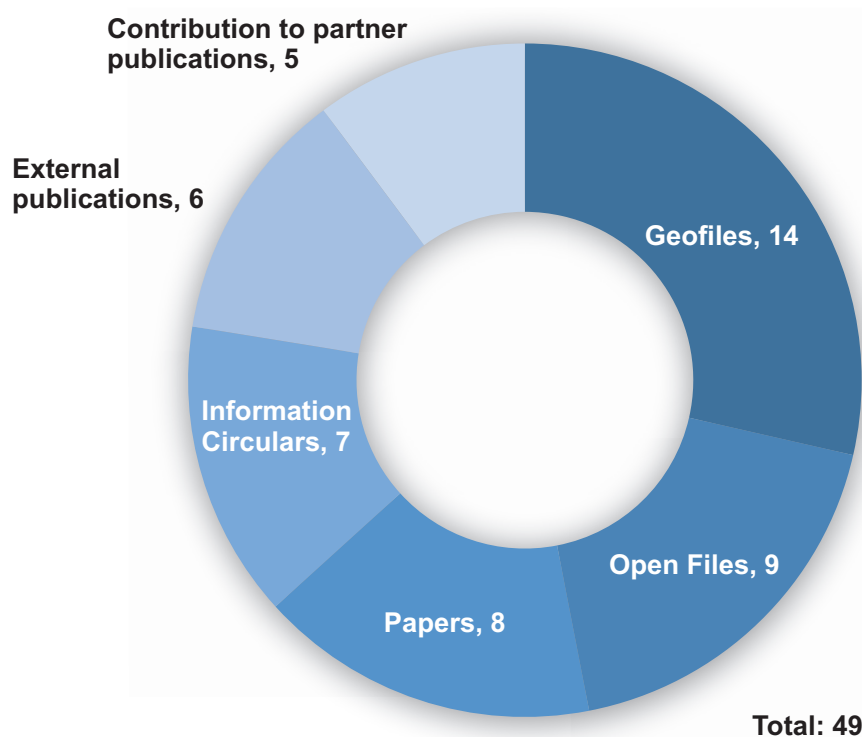 Contribution to partner
publications, 5
External
publications, 6
Geofiles, 14
Information
Circulars, 7
Open Files, 9
Papers, 8
Total: 49